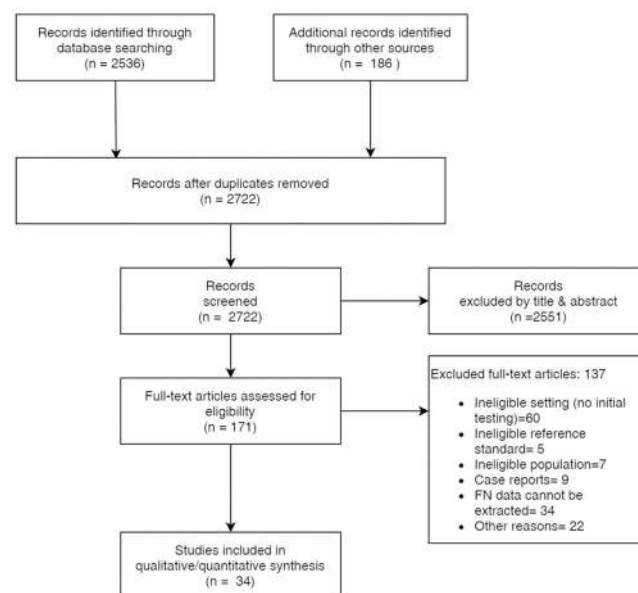 Records identified through
database searching
(n = 2536)
Additional records identified
through other sources
(n = 186 )
Records after duplicates removed
(n = 2722)
Records
screened
(n = 2722)
Records
excluded by title & abstract
(n =2551)
Full-text articles assessed for
eligibility
(n = 171)
Excluded full-text articles: 137
• Ineligible setting (no initial
testing)=60
• Ineligible reference
standard= 5
• Ineligible population=7
• Case reports= 9
• FN data cannot be
extracted= 34
• Other reasons= 22
Studies included in
qualitative/quantitative synthesis
(n = 34)